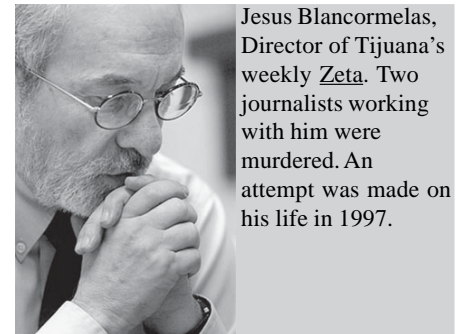 Jesus Blancormelas,
Director of Tijuana's
weekly Zeta. Two
journalists working
with him were
murdered. An
attempt was made on
his life in 1997.